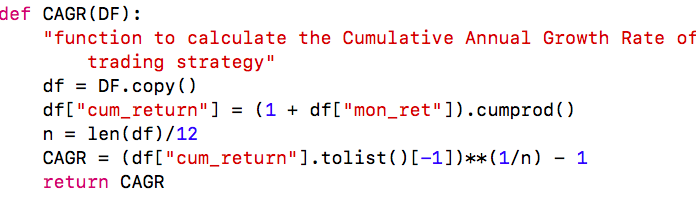 def CAGR(DF):
    "function to calculate the Cumulative Annual Growth Rate of
        trading strategy"
    df = DF.copy()
    df["cum_return"] = (1 + df["mon_ret"]).cumprod()
    n = len(df)/12
    CAGR = (df["cum_return"].tolist()[-1])**(1/n) - 1
    return CAGR